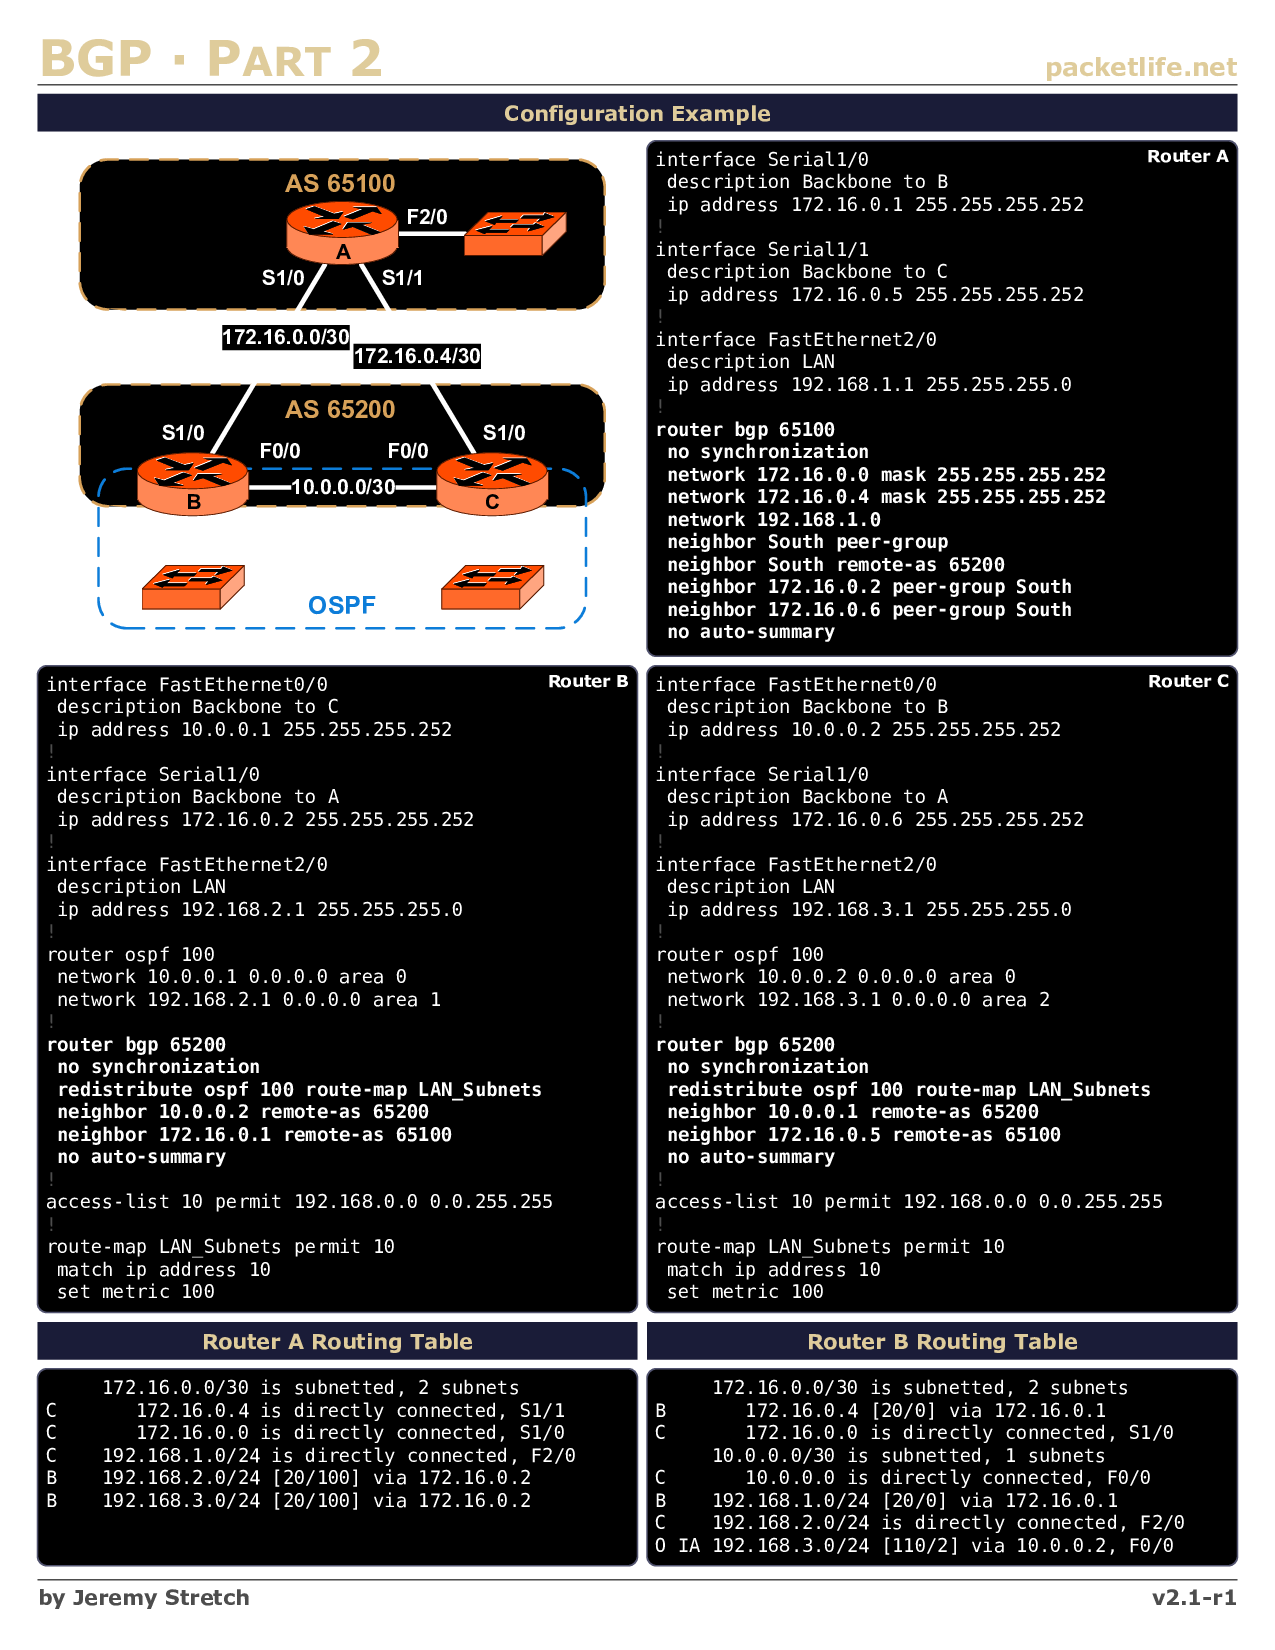 BGP · PART 2
packetlife.net
Configuration Example
AS 65100
F2/0
A
S1/0
S1/1
172.16.0.0/30
172.16.0.4/30
AS 65200
S1/0
S1/0
F0/0
F0/0
10.0.0.0/30
B
C
OSPF
Router A
interface Serial1/0
 description Backbone to B
 ip address 172.16.0.1 255.255.255.252
!
interface Serial1/1
 description Backbone to C
 ip address 172.16.0.5 255.255.255.252
!
interface FastEthernet2/0
 description LAN
 ip address 192.168.1.1 255.255.255.0
!
router bgp 65100
 no synchronization
 network 172.16.0.0 mask 255.255.255.252
 network 172.16.0.4 mask 255.255.255.252
 network 192.168.1.0
 neighbor South peer-group
 neighbor South remote-as 65200
 neighbor 172.16.0.2 peer-group South
 neighbor 172.16.0.6 peer-group South
 no auto-summary
Router B
interface FastEthernet0/0
 description Backbone to C
 ip address 10.0.0.1 255.255.255.252
!
interface Serial1/0
 description Backbone to A
 ip address 172.16.0.2 255.255.255.252
!
interface FastEthernet2/0
 description LAN
 ip address 192.168.2.1 255.255.255.0
!
router ospf 100
 network 10.0.0.1 0.0.0.0 area 0
 network 192.168.2.1 0.0.0.0 area 1
!
router bgp 65200
 no synchronization
 redistribute ospf 100 route-map LAN_Subnets
 neighbor 10.0.0.2 remote-as 65200
 neighbor 172.16.0.1 remote-as 65100
 no auto-summary
!
access-list 10 permit 192.168.0.0 0.0.255.255
!
route-map LAN_Subnets permit 10
 match ip address 10
 set metric 100
Router C
interface FastEthernet0/0
 description Backbone to B
 ip address 10.0.0.2 255.255.255.252
!
interface Serial1/0
 description Backbone to A
 ip address 172.16.0.6 255.255.255.252
!
interface FastEthernet2/0
 description LAN
 ip address 192.168.3.1 255.255.255.0
!
router ospf 100
 network 10.0.0.2 0.0.0.0 area 0
 network 192.168.3.1 0.0.0.0 area 2
!
router bgp 65200
 no synchronization
 redistribute ospf 100 route-map LAN_Subnets
 neighbor 10.0.0.1 remote-as 65200
 neighbor 172.16.0.5 remote-as 65100
 no auto-summary
!
access-list 10 permit 192.168.0.0 0.0.255.255
!
route-map LAN_Subnets permit 10
 match ip address 10
 set metric 100
Router A Routing Table
     172.16.0.0/30 is subnetted, 2 subnets
C       172.16.0.4 is directly connected, S1/1
C       172.16.0.0 is directly connected, S1/0
C    192.168.1.0/24 is directly connected, F2/0
B    192.168.2.0/24 [20/100] via 172.16.0.2
B    192.168.3.0/24 [20/100] via 172.16.0.2
Router B Routing Table
     172.16.0.0/30 is subnetted, 2 subnets
B       172.16.0.4 [20/0] via 172.16.0.1
C       172.16.0.0 is directly connected, S1/0
     10.0.0.0/30 is subnetted, 1 subnets
C       10.0.0.0 is directly connected, F0/0
B    192.168.1.0/24 [20/0] via 172.16.0.1
C    192.168.2.0/24 is directly connected, F2/0
O IA 192.168.3.0/24 [110/2] via 10.0.0.2, F0/0
by Jeremy Stretch
v2.1-r1